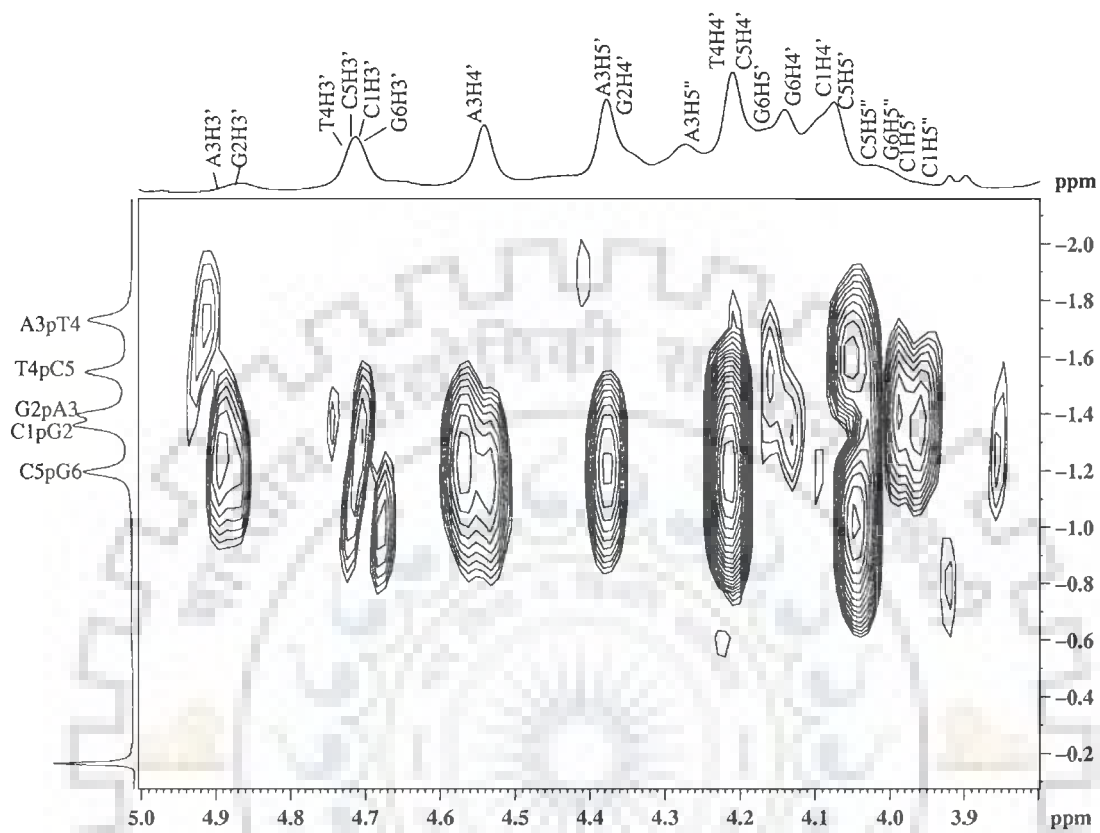 A3H3'
G2H3'
T4H3'
C5H3'
C1H3'
G6H3'
A3H4'
A3H5'
G2H4'
A3H5"
T4H4'
C5H4'
G6H5'
G6H4'
C1H4'
C5H5'
C5H5"
G6H5"
C1H5'
C1H5"
ppm
A3pT4
T4pC5
G2pA3
C1pG2
C5pG6
−2.0
−1.8
−1.6
−1.4
−1.2
−1.0
−0.8
−0.6
−0.4
−0.2
5.0 4.9 4.8 4.7 4.6 4.5 4.4 4.3 4.2 4.1 4.0 3.9 ppm